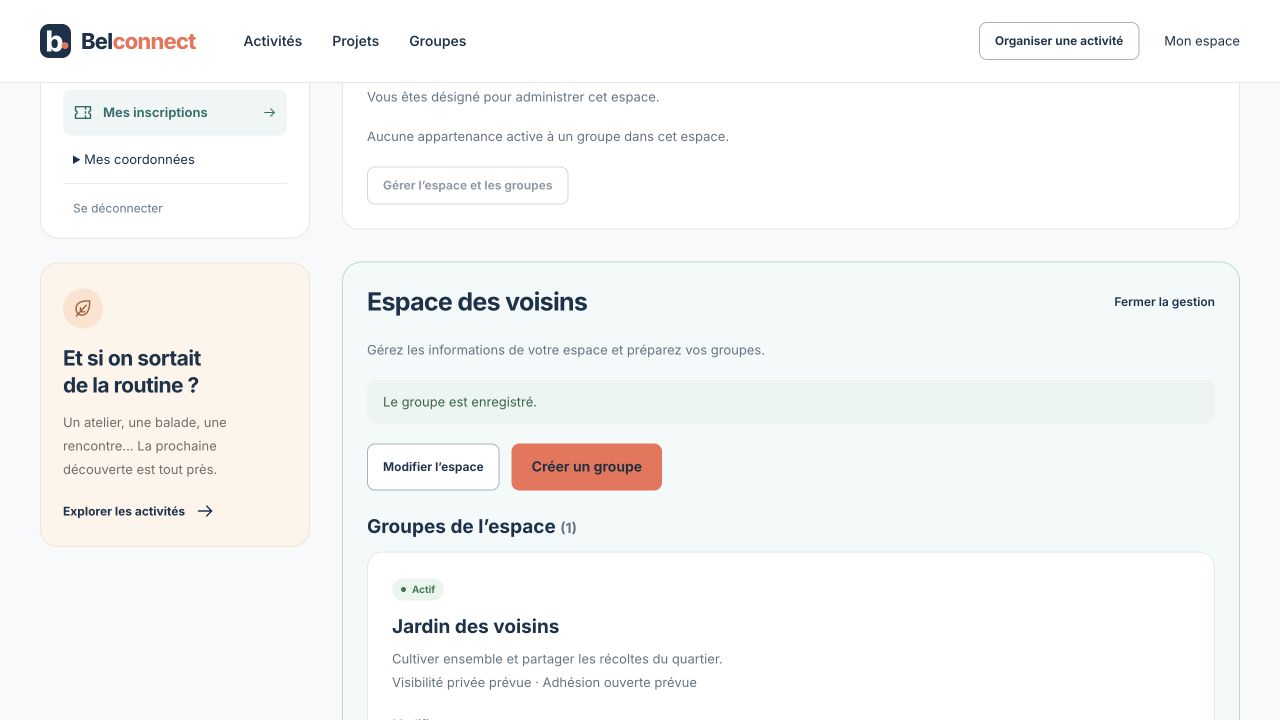 b.
Belconnect
Activités
Projets
Groupes
Organiser une activité
Mon espace
Mes inscriptions
Mes coordonnées
Se déconnecter
Et si on sortait
de la routine ?
Un atelier, une balade, une
rencontre… La prochaine
découverte est tout près.
Explorer les activités
Vous êtes désigné pour administrer cet espace.
Aucune appartenance active à un groupe dans cet espace.
Gérer l’espace et les groupes
Espace des voisins
Fermer la gestion
Gérez les informations de votre espace et préparez vos groupes.
Le groupe est enregistré.
Modifier l’espace
Créer un groupe
Groupes de l’espace (1)
Actif
Jardin des voisins
Cultiver ensemble et partager les récoltes du quartier.
Visibilité privée prévue · Adhésion ouverte prévue